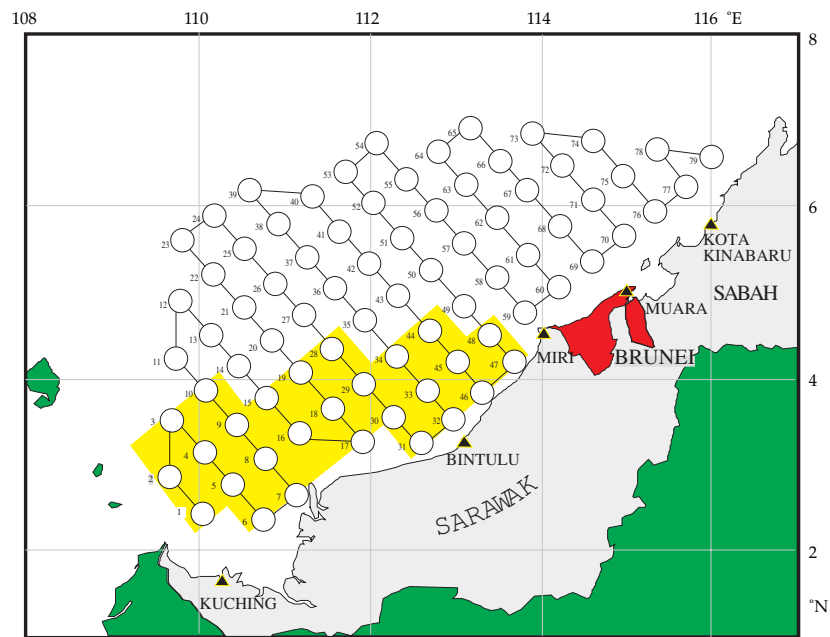 108 110 112 114 116 °E
8
6
4
2
°N
54 65 73 74 78 79
53 55 64 66 72 75 77
39 40 52 56 63 67 71 76
24 38 41 51 57 62 68 70
23 25 37 42 50 58 61 69
22 26 36 43 49 59 60
12 21 27 35 44 48
13 20 28 34 45 47
11 14 19 29 33 46
10 15 18 30 32
3 9 16 17 31
4 8
2 5 7
1 6
KOTA
KINABARU
SABAH
MUARA
MIRI
BRUNEI
BINTULU
SARAWAK
KUCHING